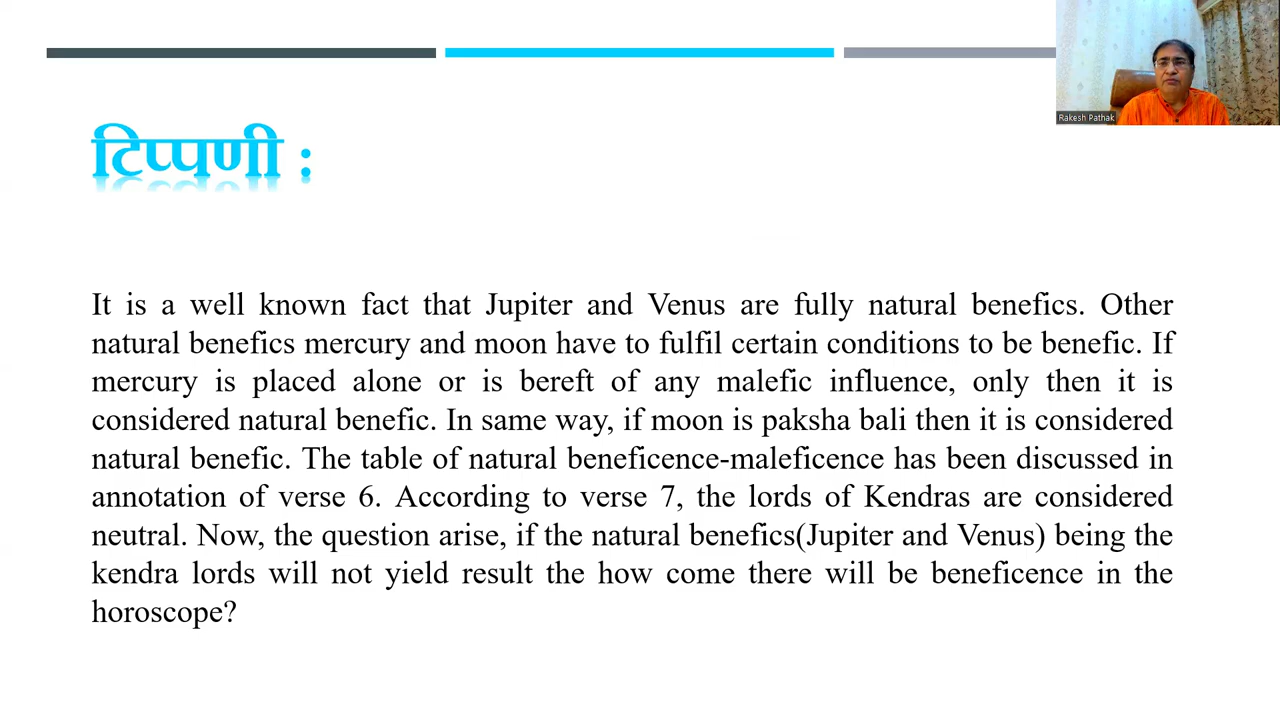 Rakesh Pathak
टिप्पणी :
It is a well known fact that Jupiter and Venus are fully natural benefics. Other
natural benefics mercury and moon have to fulfil certain conditions to be benefic. If
mercury is placed alone or is bereft of any malefic influence, only then it is
considered natural benefic. In same way, if moon is paksha bali then it is considered
natural benefic. The table of natural beneficence-maleficence has been discussed in
annotation of verse 6. According to verse 7, the lords of Kendras are considered
neutral. Now, the question arise, if the natural benefics(Jupiter and Venus) being the
kendra lords will not yield result the how come there will be beneficence in the
horoscope?